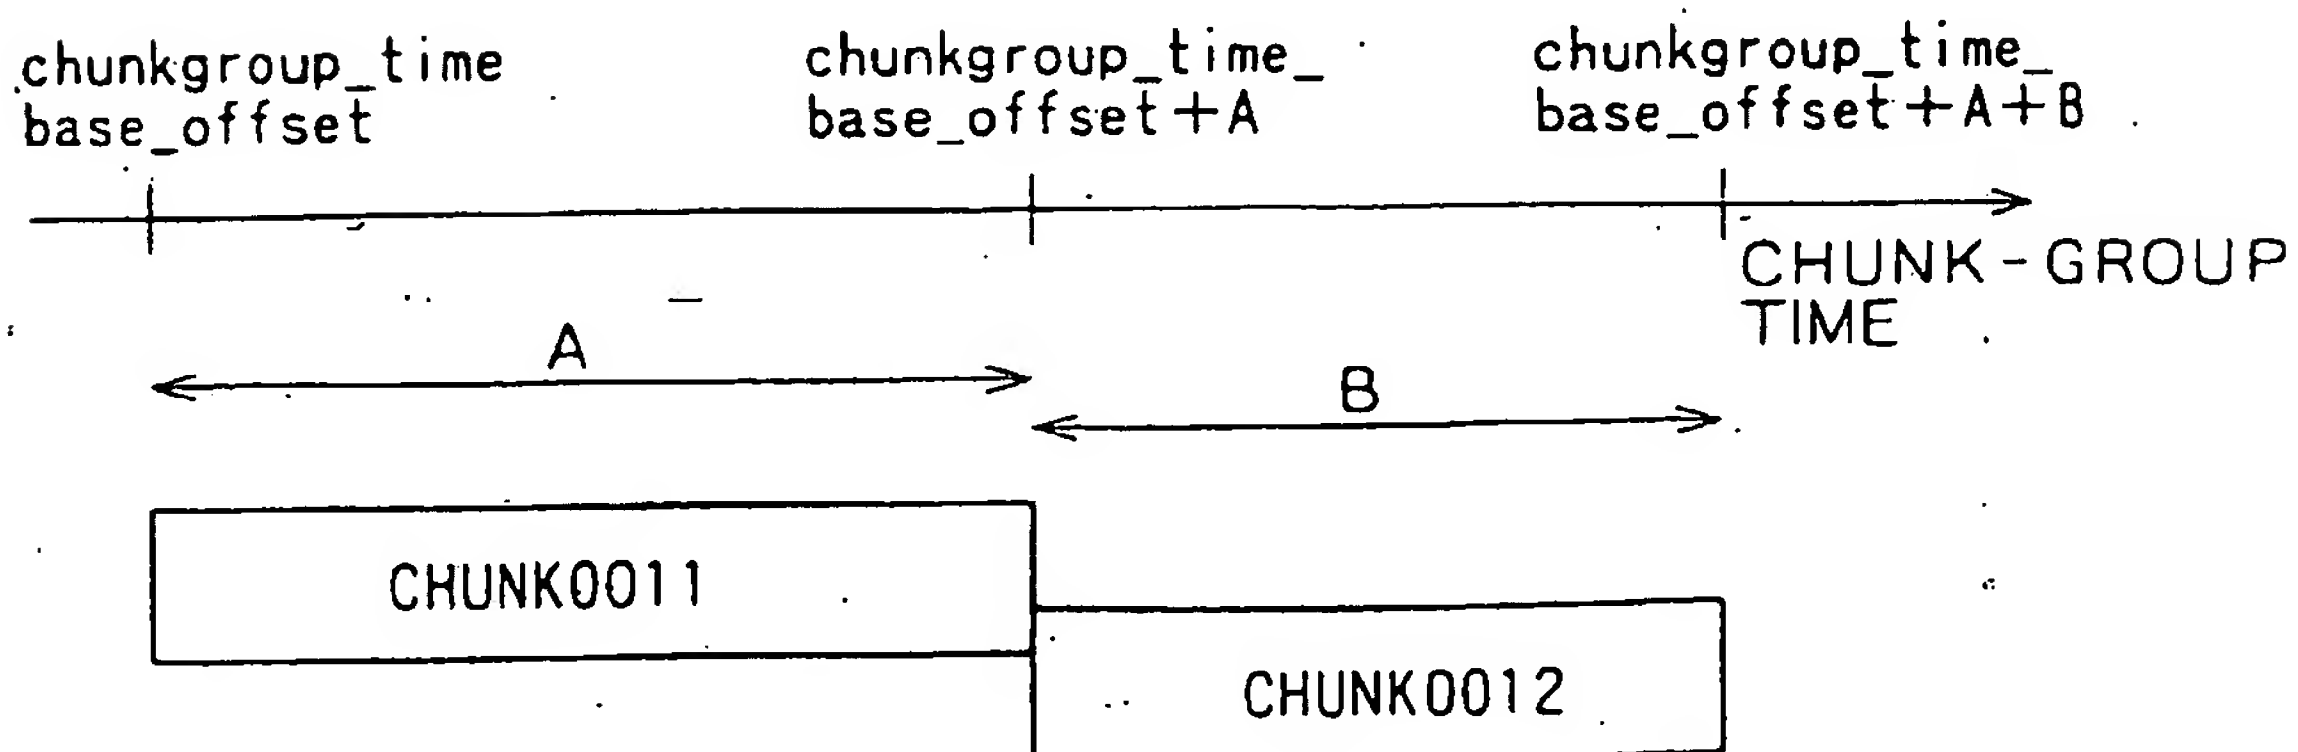 chunkgroup_time
base_offset
chunkgroup_time_
base_offset+A
chunkgroup_time_
base_offset+A+B
CHUNK-GROUP
TIME
A
B
CHUNK0011
CHUNK0012